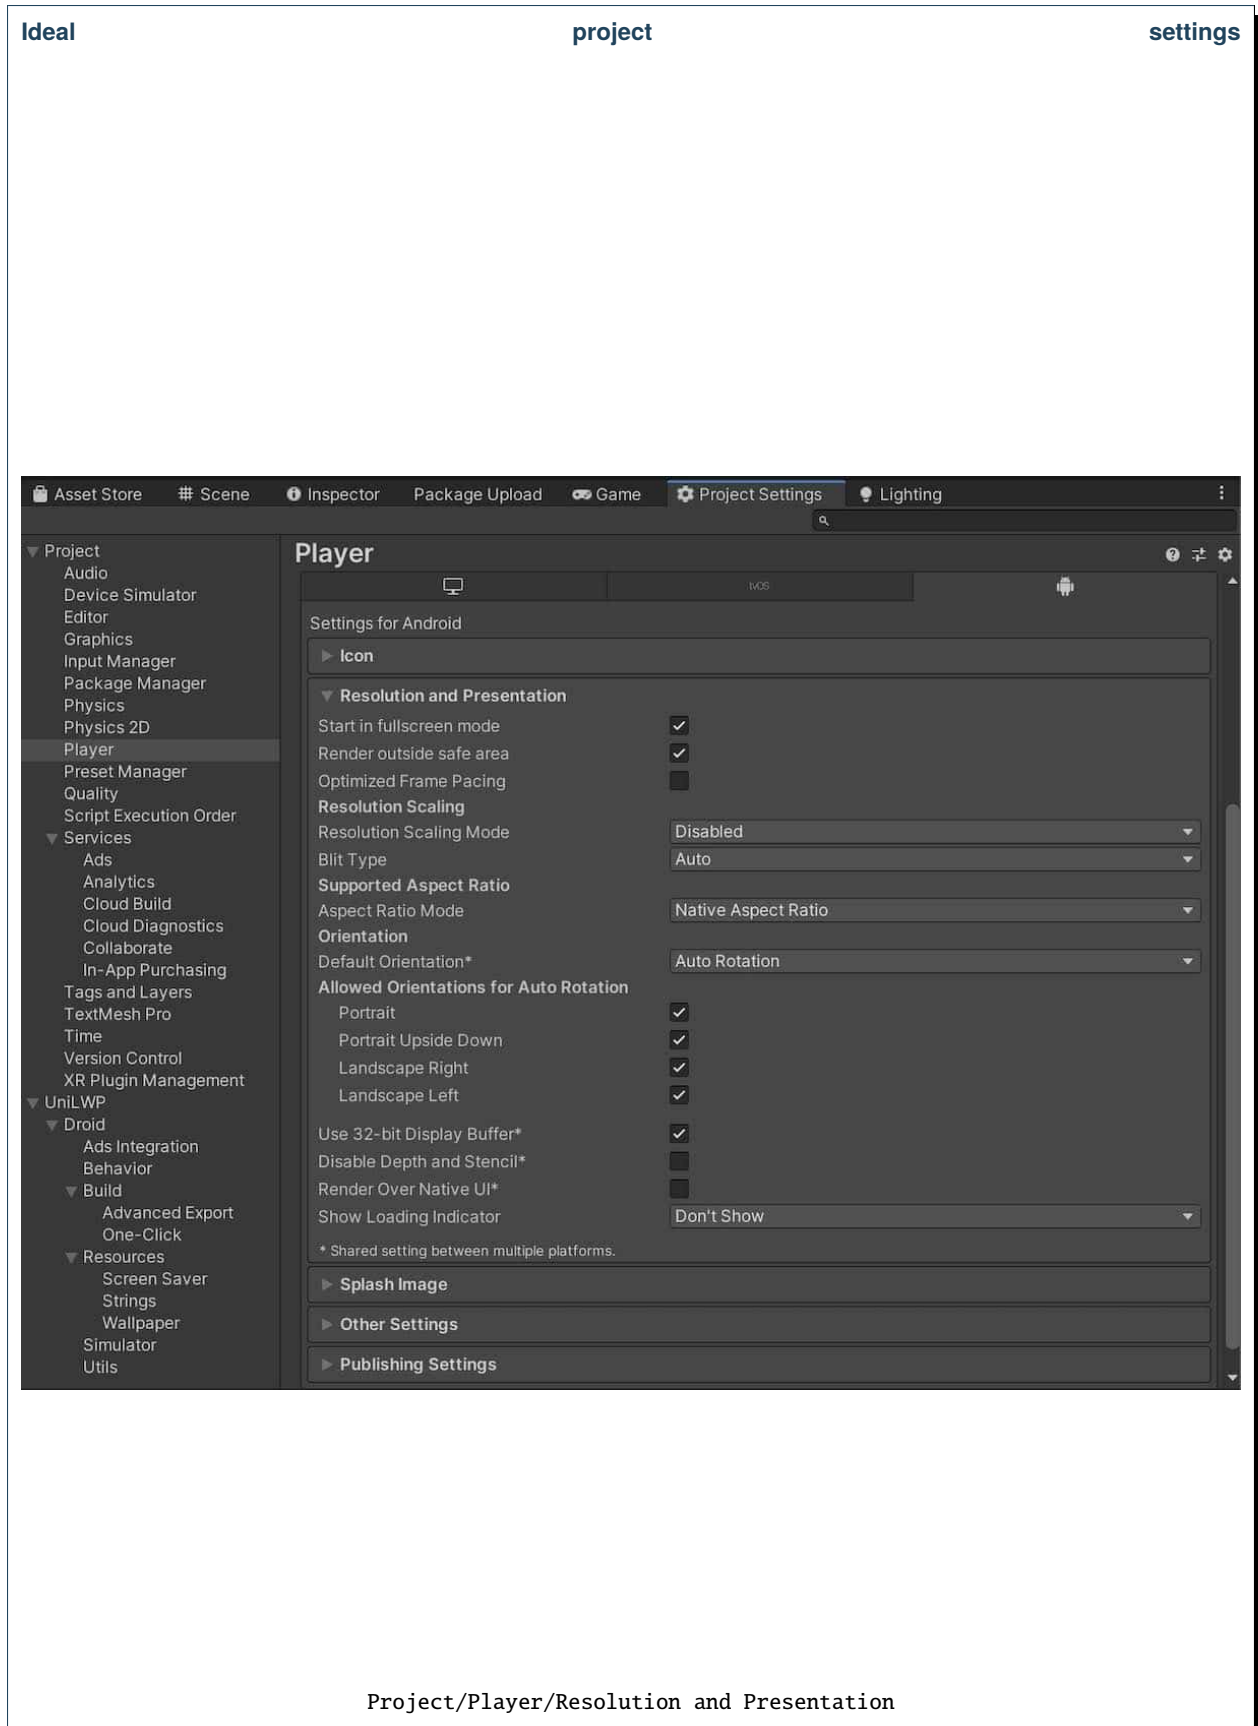 Ideal project settings
Asset Store Scene Inspector Package Upload Game Project Settings Lighting
Project
Audio
Device Simulator
Editor
Graphics
Input Manager
Package Manager
Physics
Physics 2D
Player
Preset Manager
Quality
Script Execution Order
Services
Ads
Analytics
Cloud Build
Cloud Diagnostics
Collaborate
In-App Purchasing
Tags and Layers
TextMesh Pro
Time
Version Control
XR Plugin Management
UniLWP
Droid
Ads Integration
Behavior
Build
Advanced Export
One-Click
Resources
Screen Saver
Strings
Wallpaper
Simulator
Utils
Player
tvOS
Settings for Android
Icon
Resolution and Presentation
Start in fullscreen mode
Render outside safe area
Optimized Frame Pacing
Resolution Scaling
Resolution Scaling Mode Disabled
Blit Type Auto
Supported Aspect Ratio
Aspect Ratio Mode Native Aspect Ratio
Orientation
Default Orientation* Auto Rotation
Allowed Orientations for Auto Rotation
Portrait
Portrait Upside Down
Landscape Right
Landscape Left
Use 32-bit Display Buffer*
Disable Depth and Stencil*
Render Over Native UI*
Show Loading Indicator Don't Show
* Shared setting between multiple platforms.
Splash Image
Other Settings
Publishing Settings
Project/Player/Resolution and Presentation